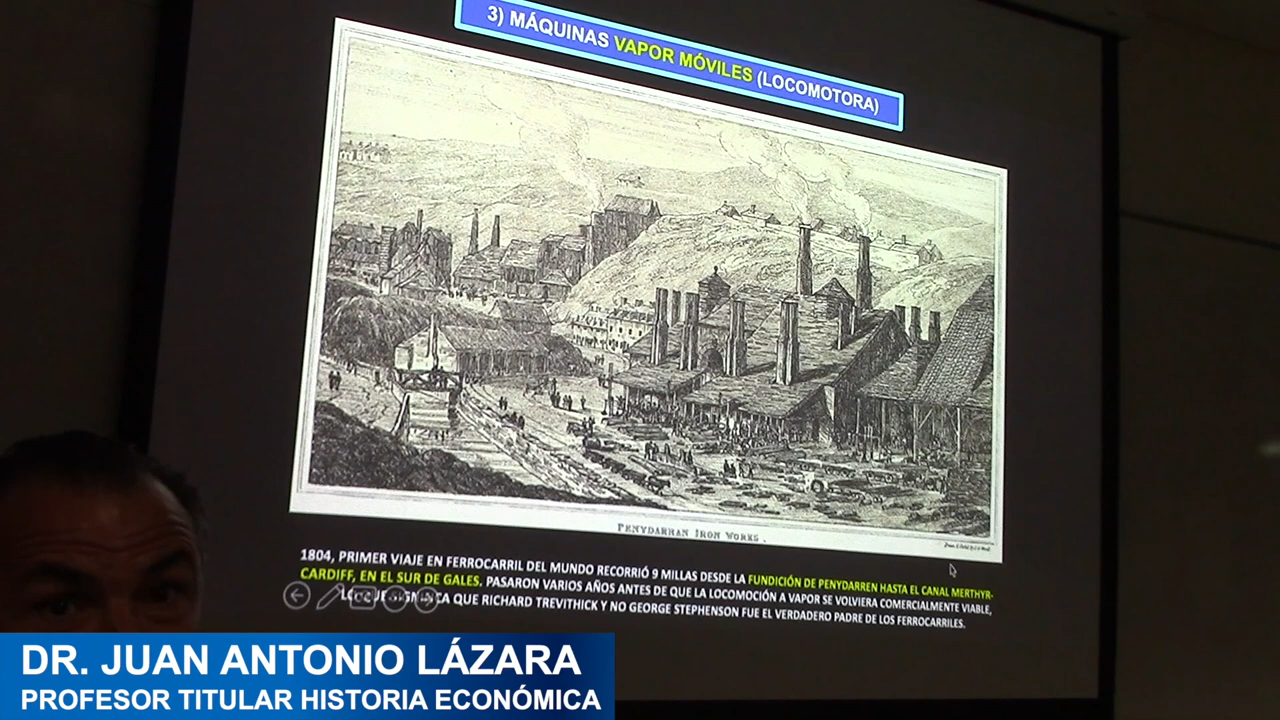 3) MÁQUINAS VAPOR MÓVILES (LOCOMOTORA)
PENYDARRAN IRON WORKS.
1804, PRIMER VIAJE EN FERROCARRIL DEL MUNDO RECORRIÓ 9 MILLAS DESDE LA FUNDICIÓN DE PENYDARREN HASTA EL CANAL MERTHYR-
CARDIFF, EN EL SUR DE GALES. PASARON VARIOS AÑOS ANTES DE QUE LA LOCOMOCIÓN A VAPOR SE VOLVIERA COMERCIALMENTE VIABLE,
LO QUE SIGNIFICA QUE RICHARD TREVITHICK Y NO GEORGE STEPHENSON FUE EL VERDADERO PADRE DE LOS FERROCARRILES.
DR. JUAN ANTONIO LÁZARA
PROFESOR TITULAR HISTORIA ECONÓMICA